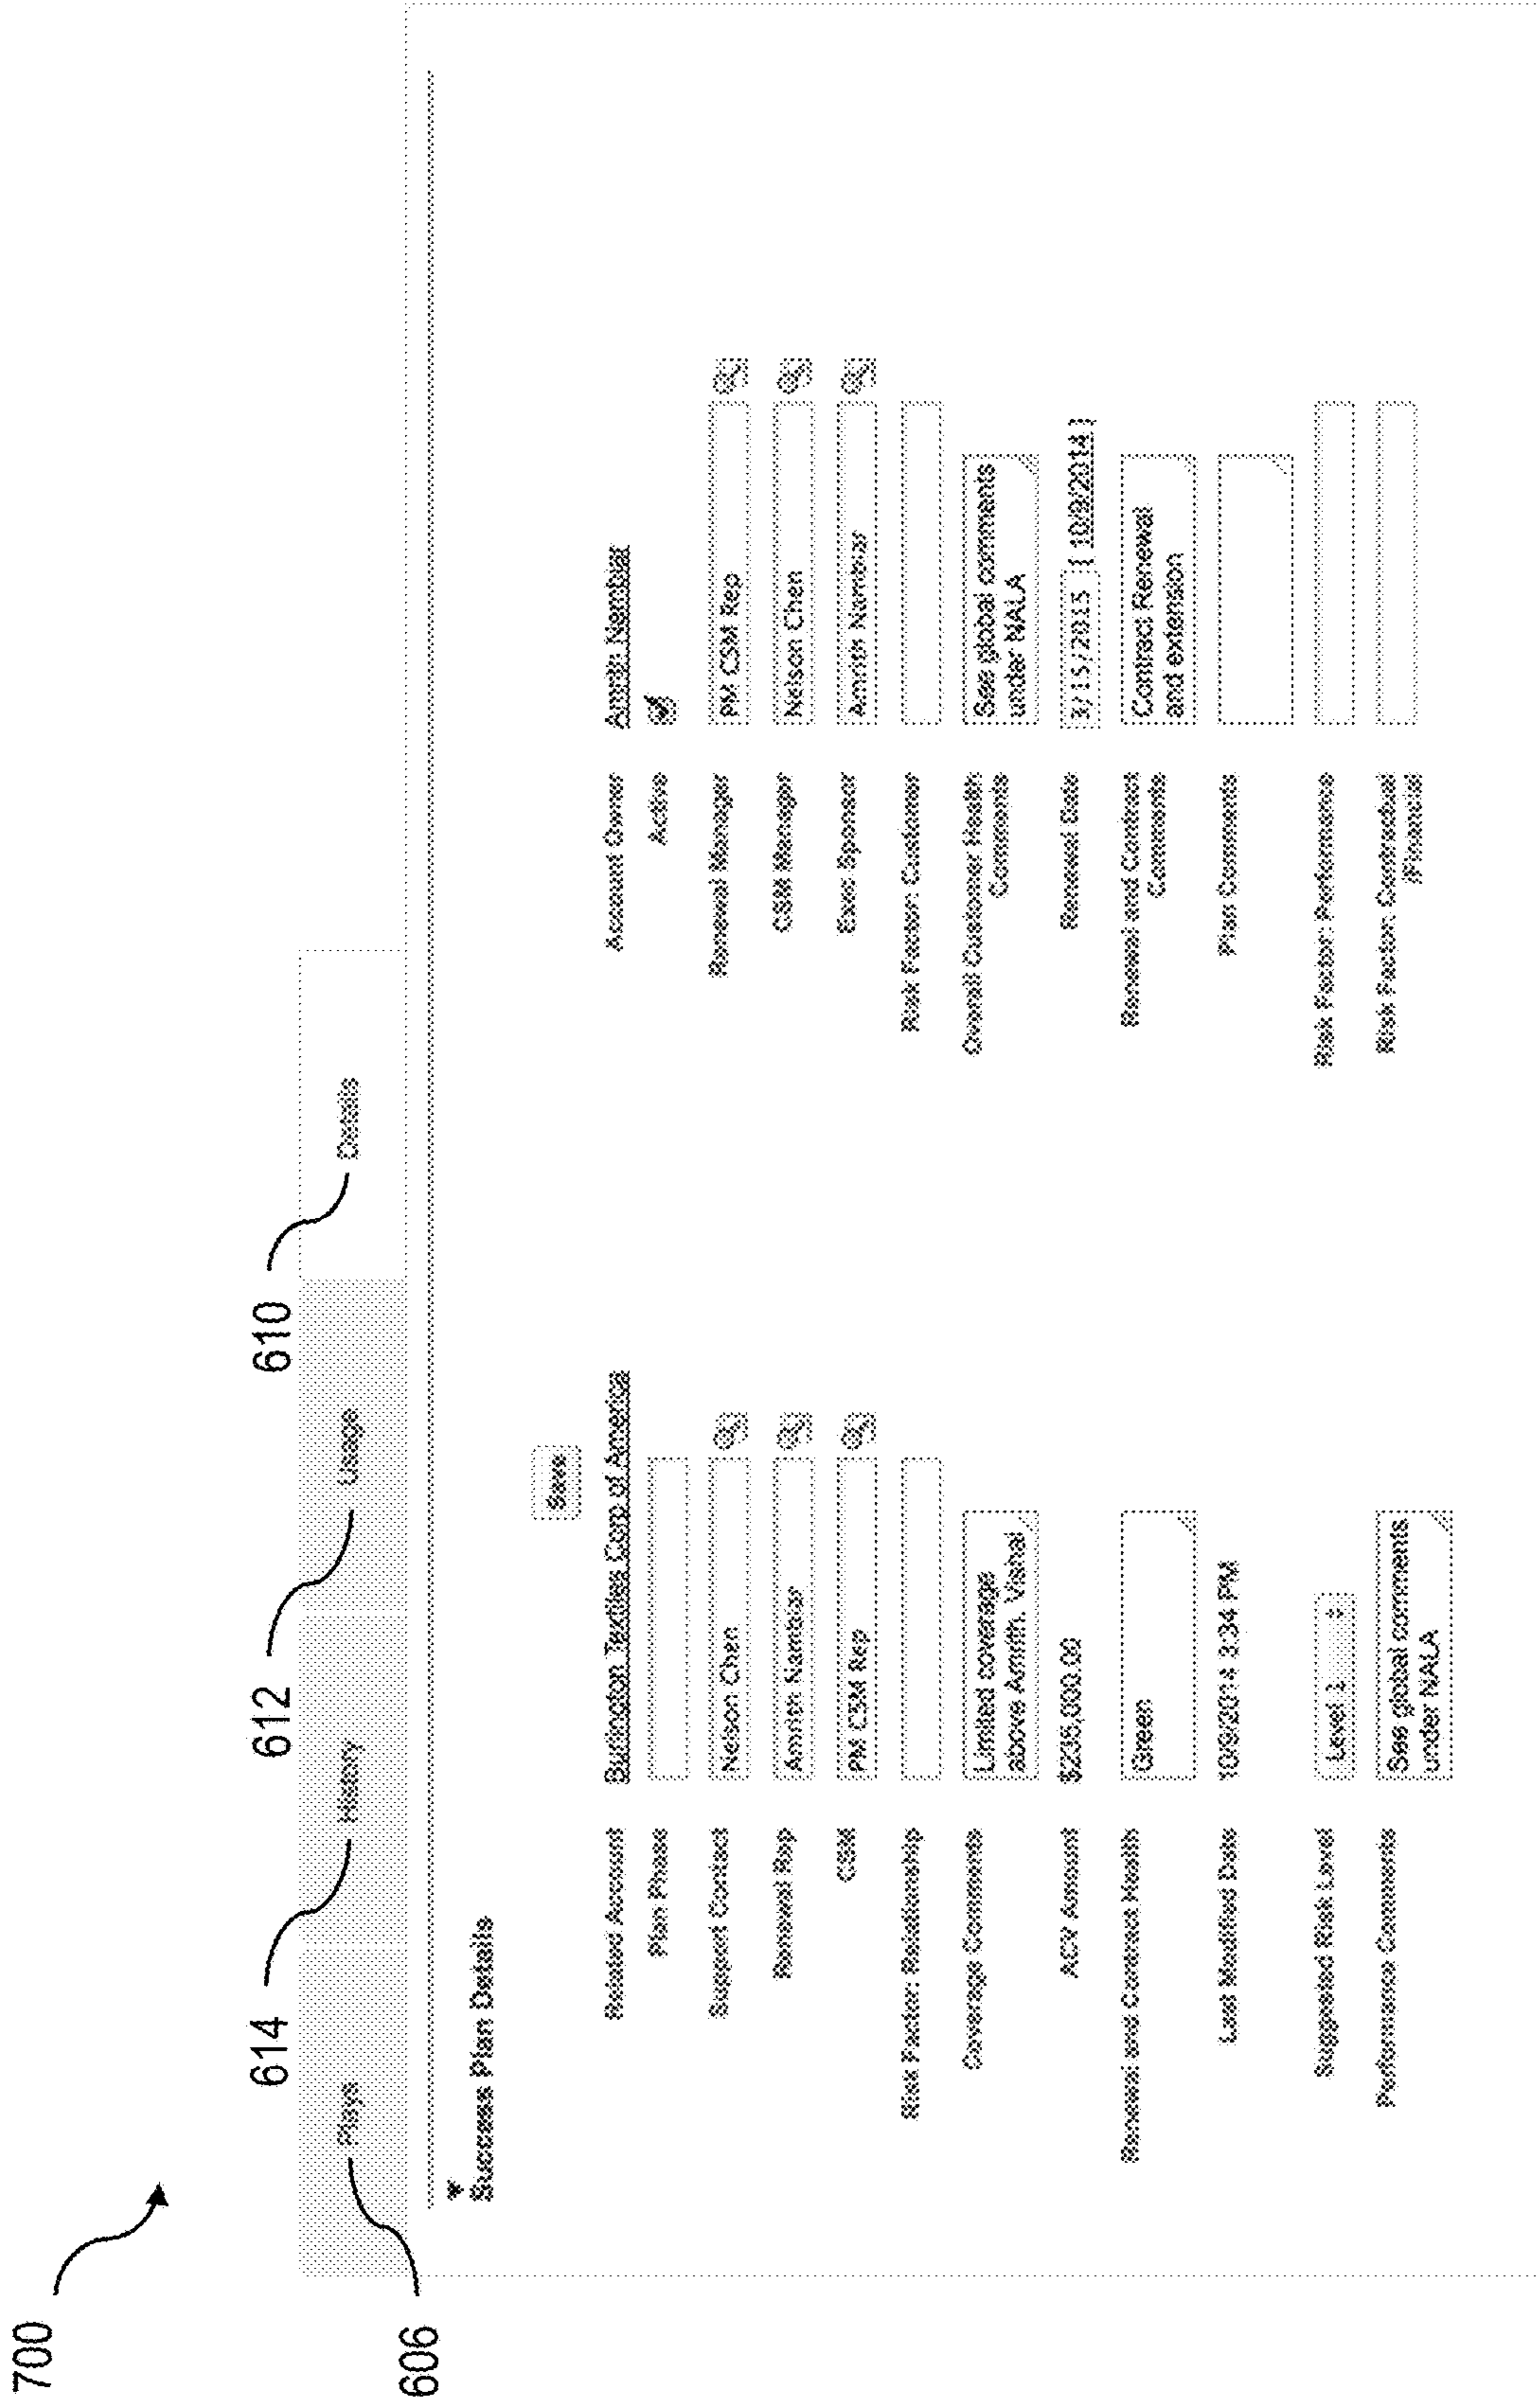 700
606
614
612
610
Plays
History
Usage
Details
Success Plan Details
Save
Related Account
Burlington Textiles Corp of America
Account Owner
Amrith Nambiar
Plan Phase
Active
Support Contact
Nelson Chen
Renewal Manager
PM CSM Rep
Renewal Rep
Amrith Nambiar
CSM Manager
Nelson Chen
CSM
PM CSM Rep
Exec Sponsor
Amrith Nambiar
Risk Factor: Relationship
Risk Factor: Customer
Coverage Comments
Limited coverage
above Amrith. Vishal
Overall Customer Health
Comments
See global comments
under NALA
ACV Amount
$235,000.00
Renewal Date
3/15/2015 [ 10/9/2014 ]
Renewal and Contract Health
Green
Renewal and Contract
Comments
Contract Renewal
and extension
Last Modified Date
10/9/2014 3:34 PM
Plan Comments
Suggested Risk Level
Level 1
Risk Factor: Performance
Performance Comments
See global comments
under NALA
Risk Factor: Contractual
/Financial